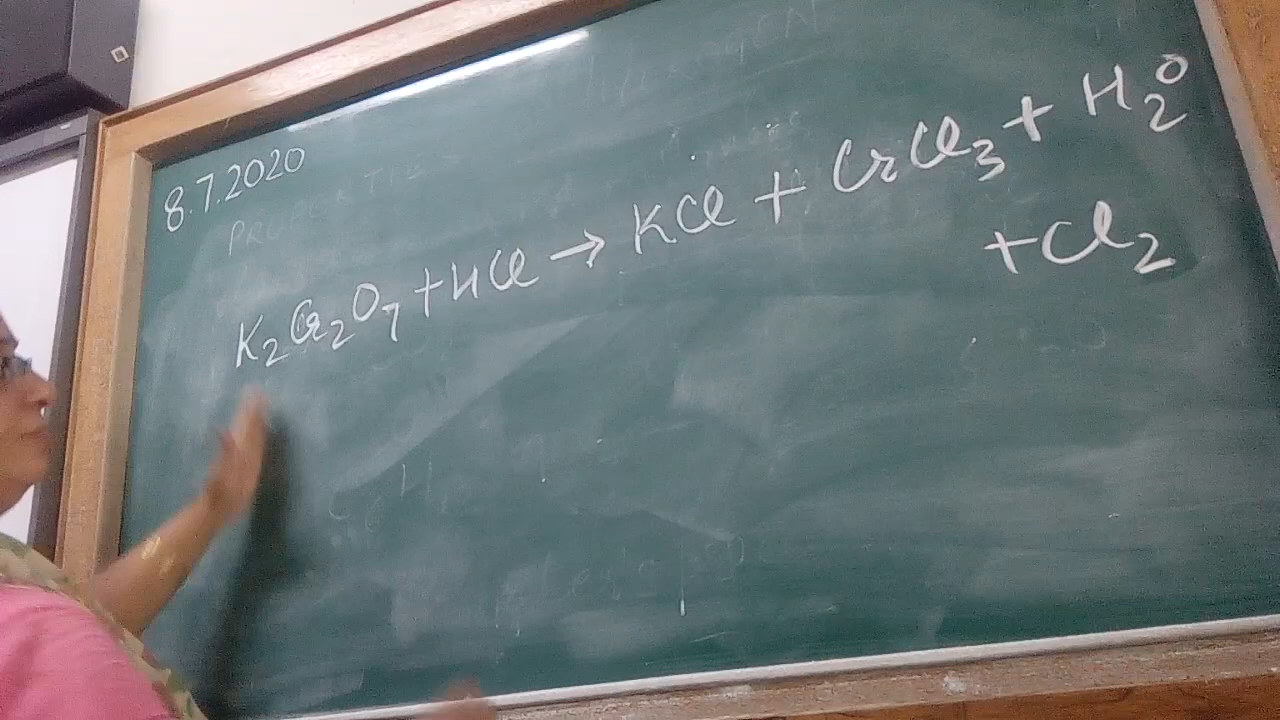 8.7.2020
K₂Cr₂O₇ + HCl → KCl + CrCl₃ + H₂O
+ Cl₂